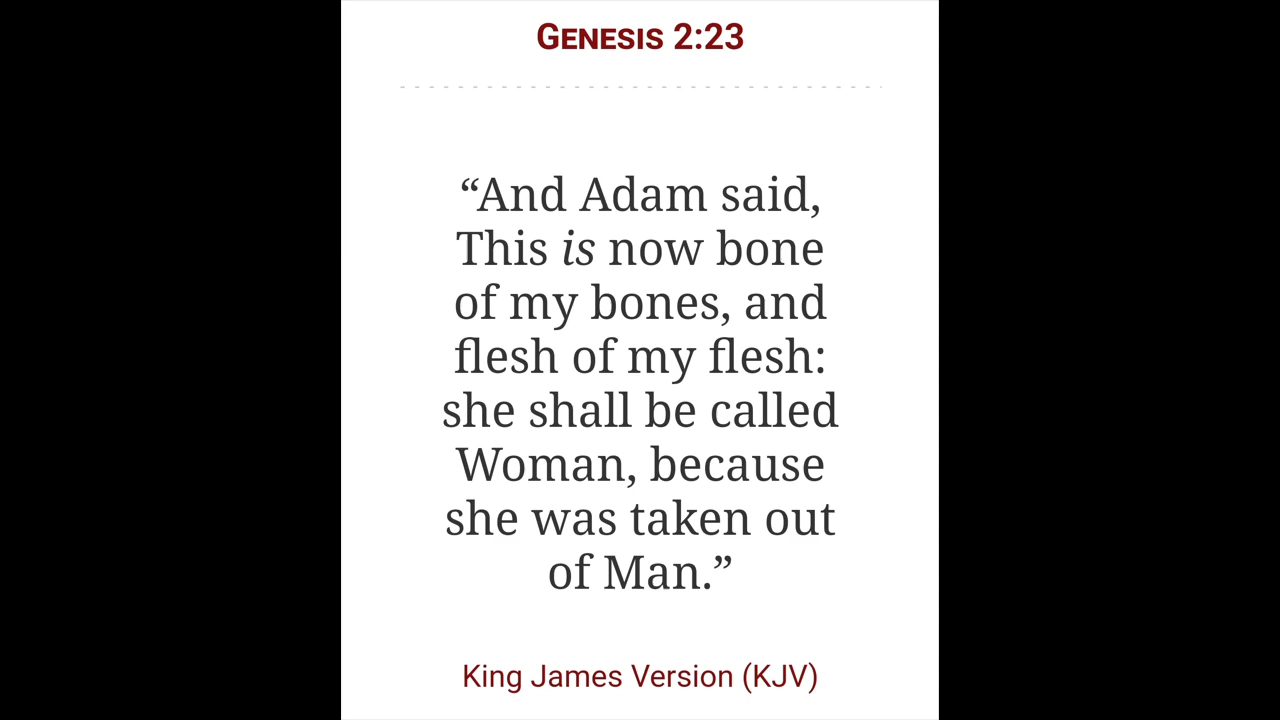 Genesis 2:23
“And Adam said,
This is now bone
of my bones, and
flesh of my flesh:
she shall be called
Woman, because
she was taken out
of Man.”
King James Version (KJV)